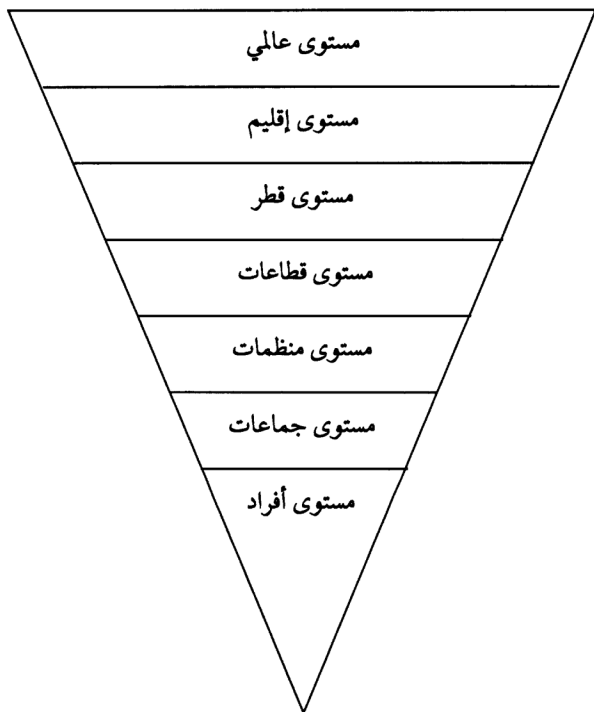 مستوى عالمي
مستوى إقليم
مستوى قطر
مستوى قطاعات
مستوى منظمات
مستوى جماعات
مستوى أفراد